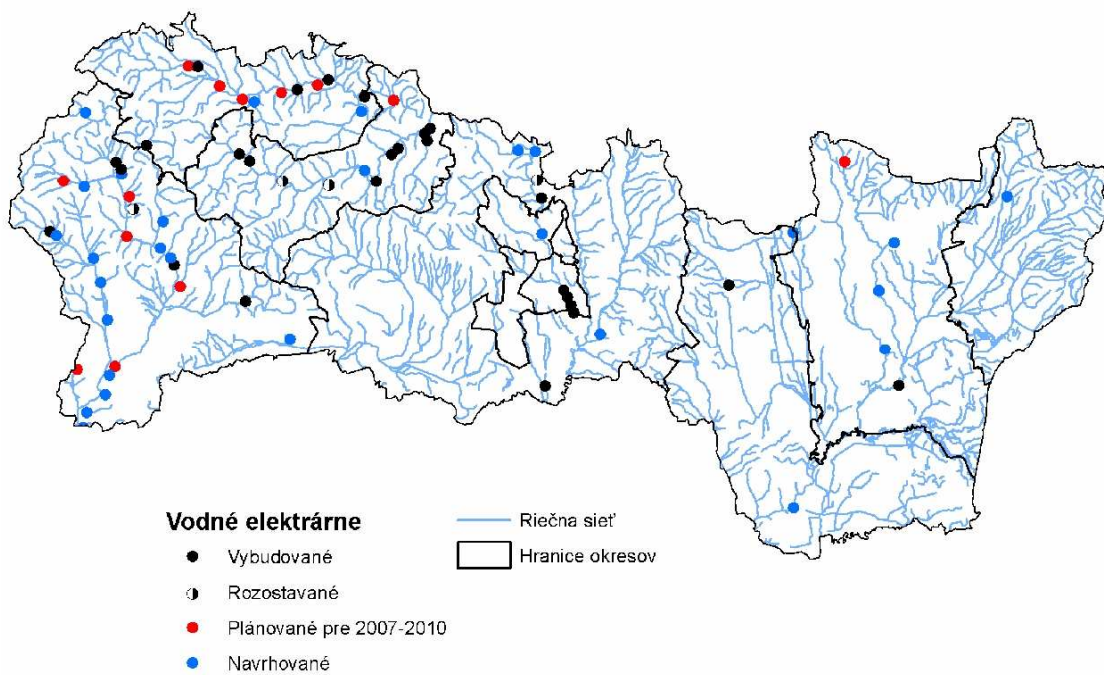 Vodné elektrárne
Vybudované
Rozostavané
Plánované pre 2007-2010
Navrhované
Riečna sieť
Hranice okresov